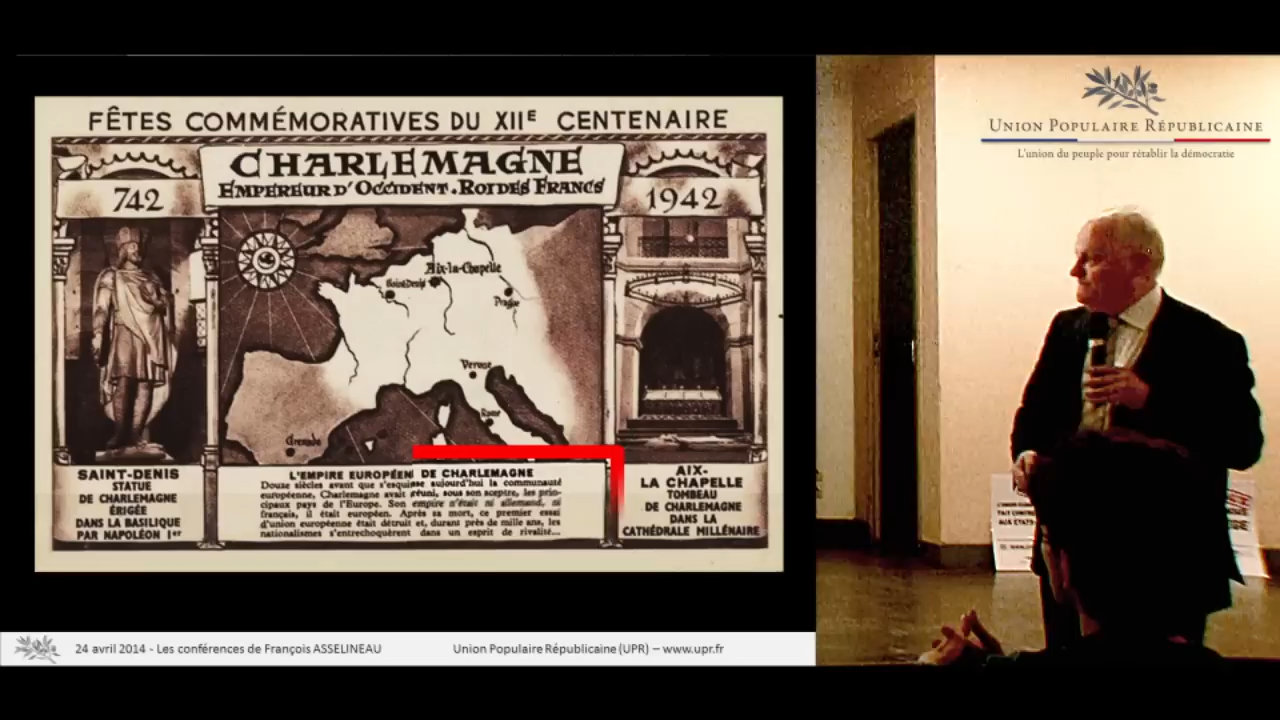 FÊTES COMMÉMORATIVES DU XIIE CENTENAIRE
CHARLEMAGNE
EMPEREUR D'OCCIDENT. ROI DES FRANCS
742
1942
Aix-la-Chapelle
Saint Denis
Prague
Verone
Rome
Grenade
SAINT-DENIS
STATUE
DE CHARLEMAGNE
ÉRIGÉE
DANS LA BASILIQUE
PAR NAPOLÉON Ier
L'EMPIRE EUROPÉEN DE CHARLEMAGNE
Douze siècles avant que s'esquisse aujourd'hui la communauté
européenne, Charlemagne avait réuni, sous son sceptre, les prin-
cipaux pays de l'Europe. Son empire n'était ni allemand, ni
français, il était européen. Après sa mort, ce premier essai
d'union européenne était détruit et, durant près de mille ans, les
nationalismes s'entrechoquèrent dans un esprit de rivalité...
AIX-
LA CHAPELLE
TOMBEAU
DE CHARLEMAGNE
DANS LA
CATHÉDRALE MILLÉNAIRE
24 avril 2014 - Les conférences de François ASSELINEAU
Union Populaire Républicaine (UPR) – www.upr.fr
UNION POPULAIRE RÉPUBLICAINE
L'union du peuple pour rétablir la démocratie